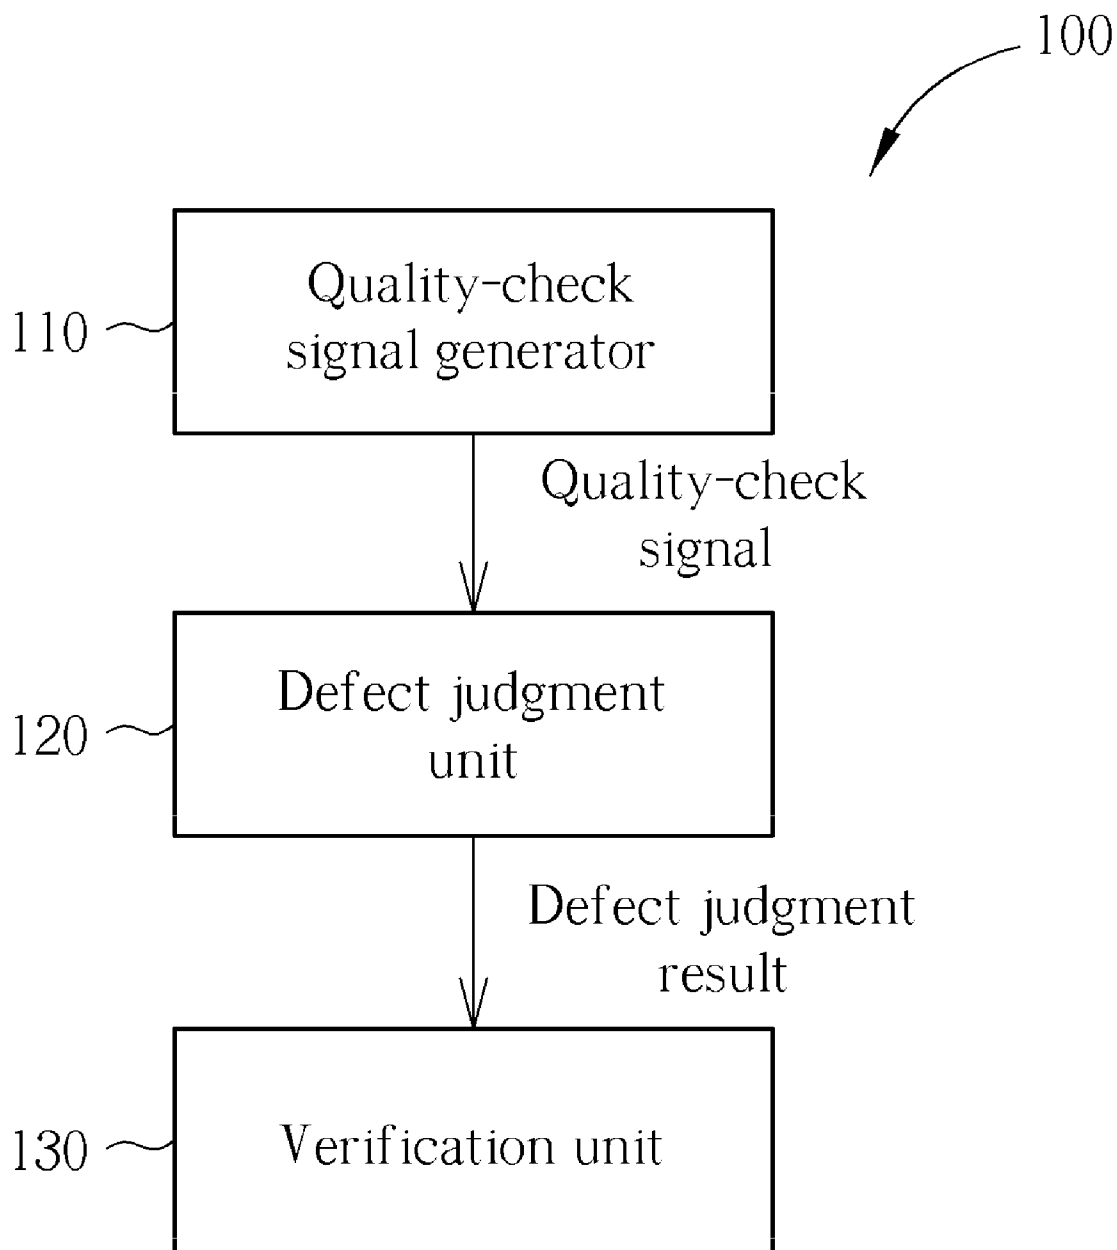 100
Quality-check
signal generator
110
Quality-check
signal
Defect judgment
unit
120
Defect judgment
result
Verification unit
130